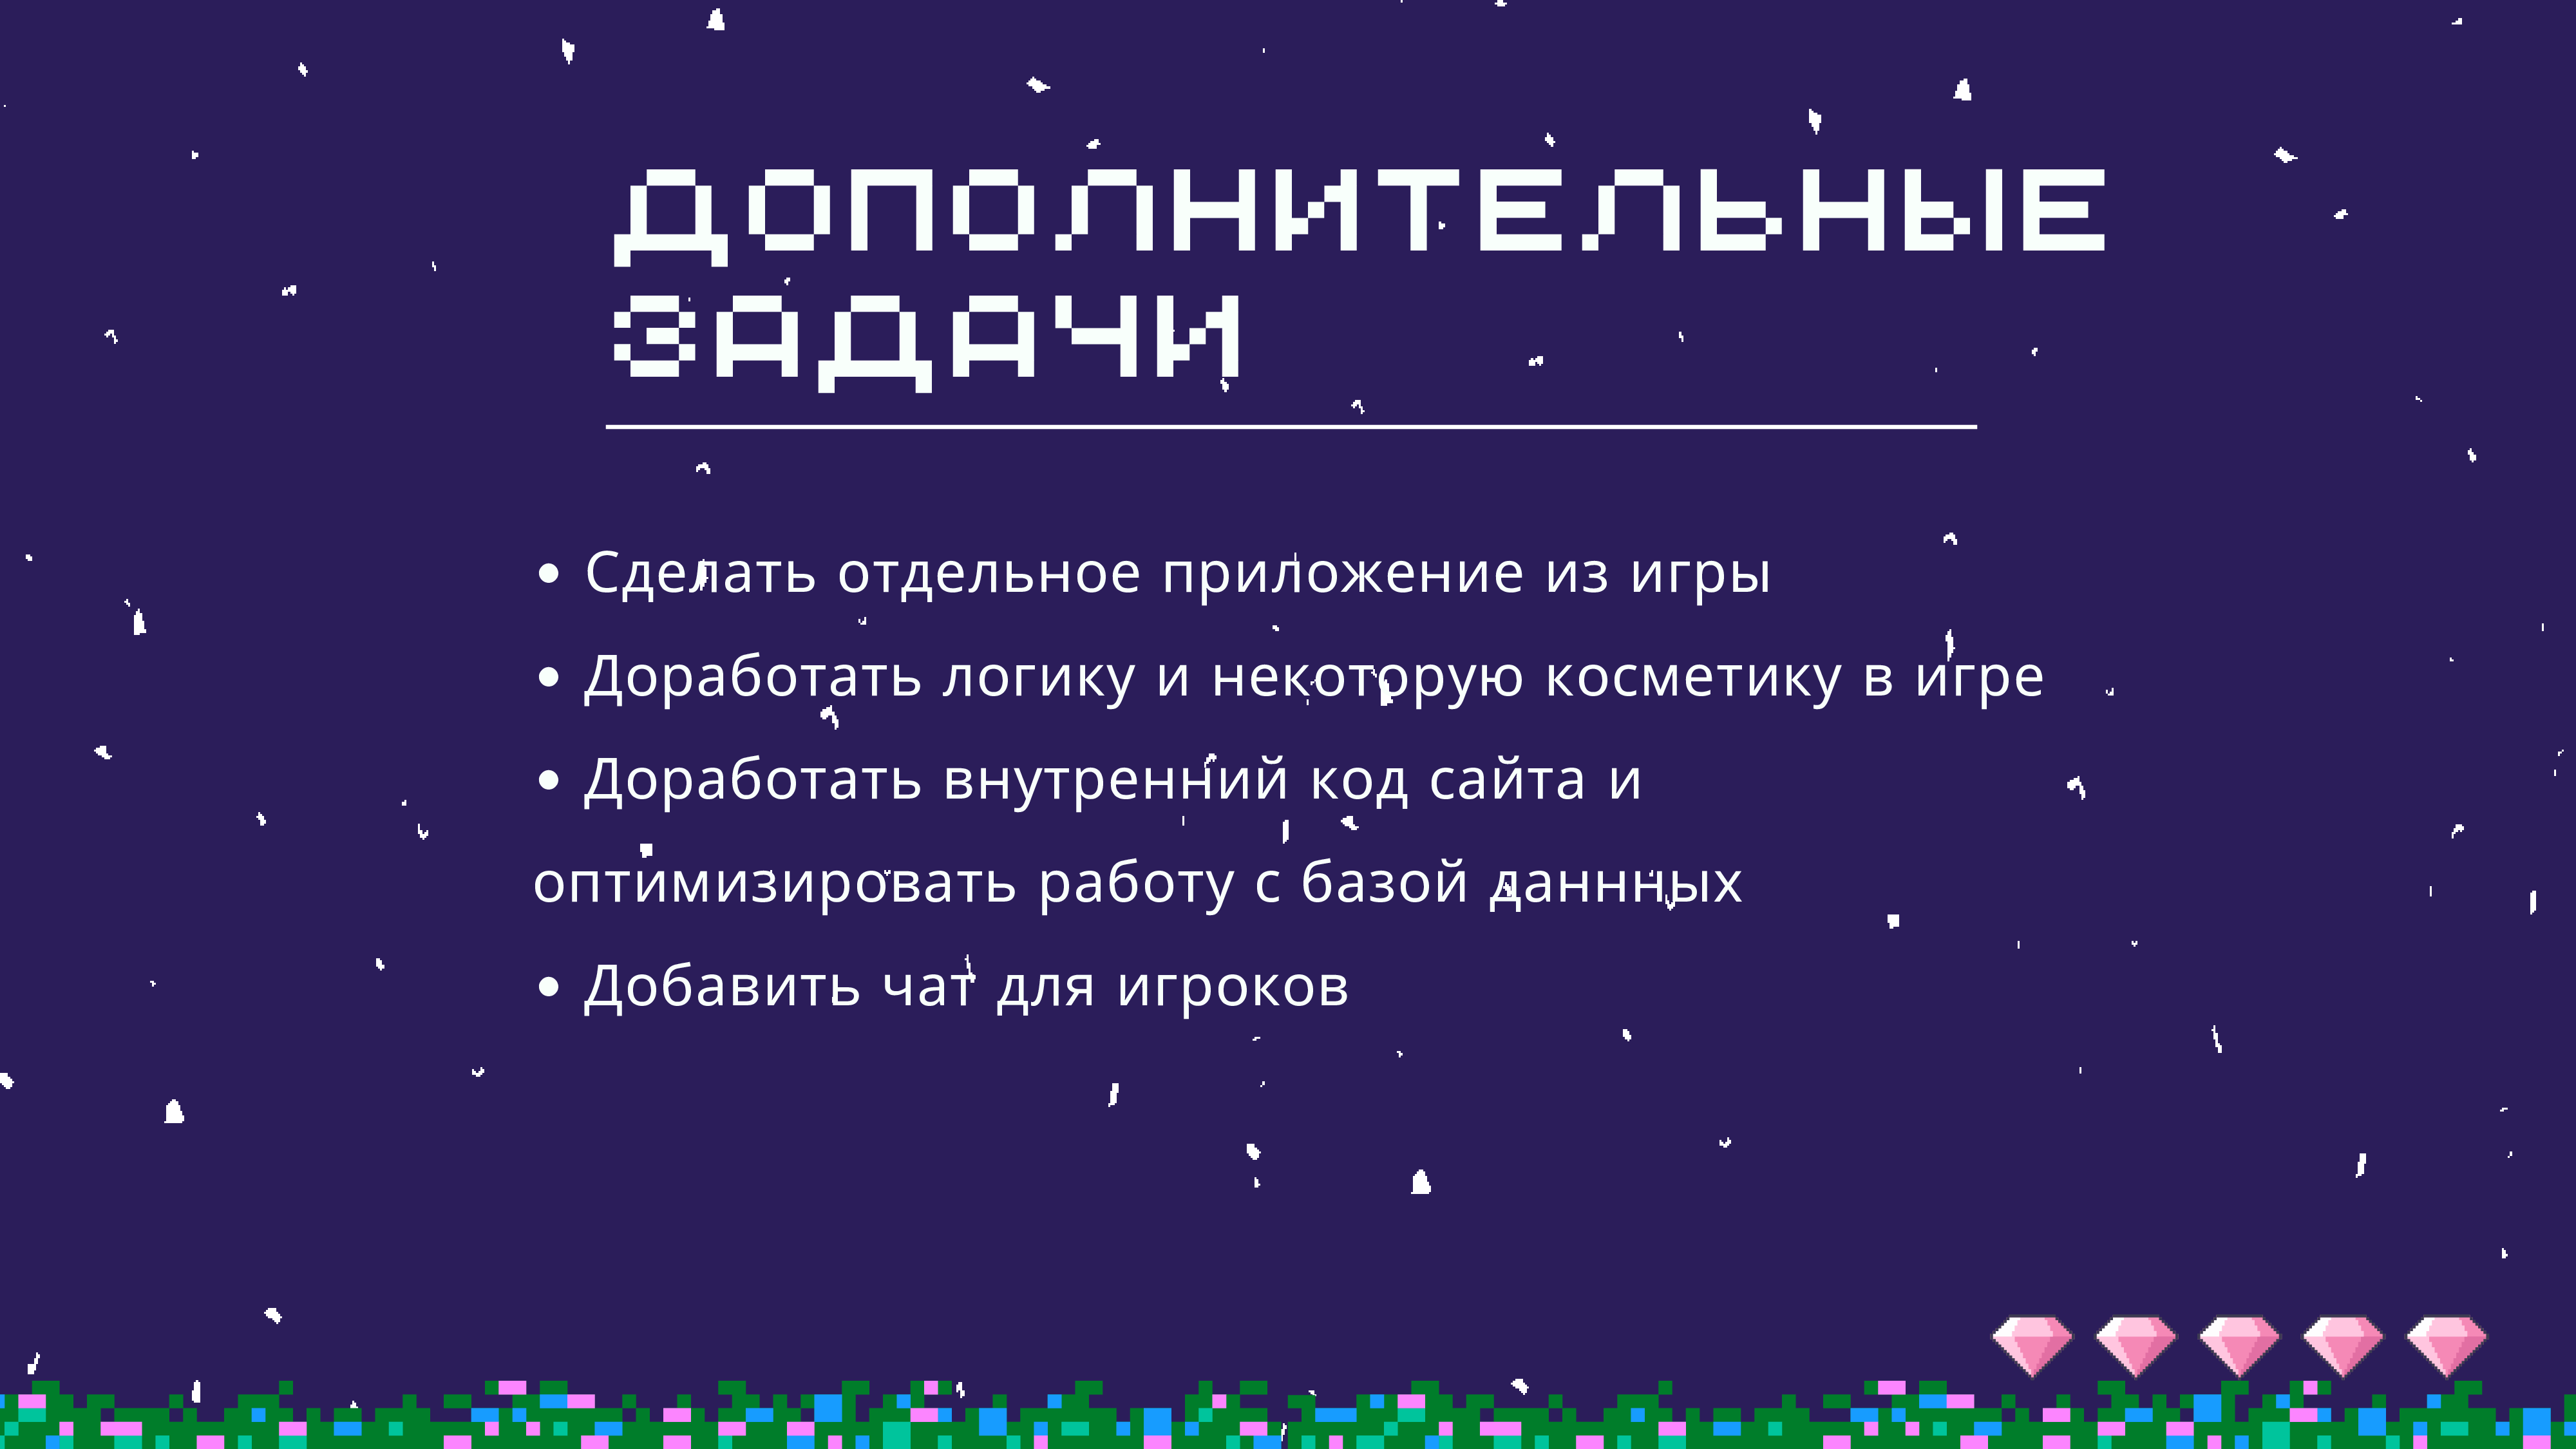 ДОПОЛНИТЕЛЬНЫЕ
ЗАДАЧИ
• Сделать отдельное приложение из игры
• Доработать логику и некоторую косметику в игре
• Доработать внутренний код сайта и
оптимизировать работу с базой даннных
• Добавить чат для игроков